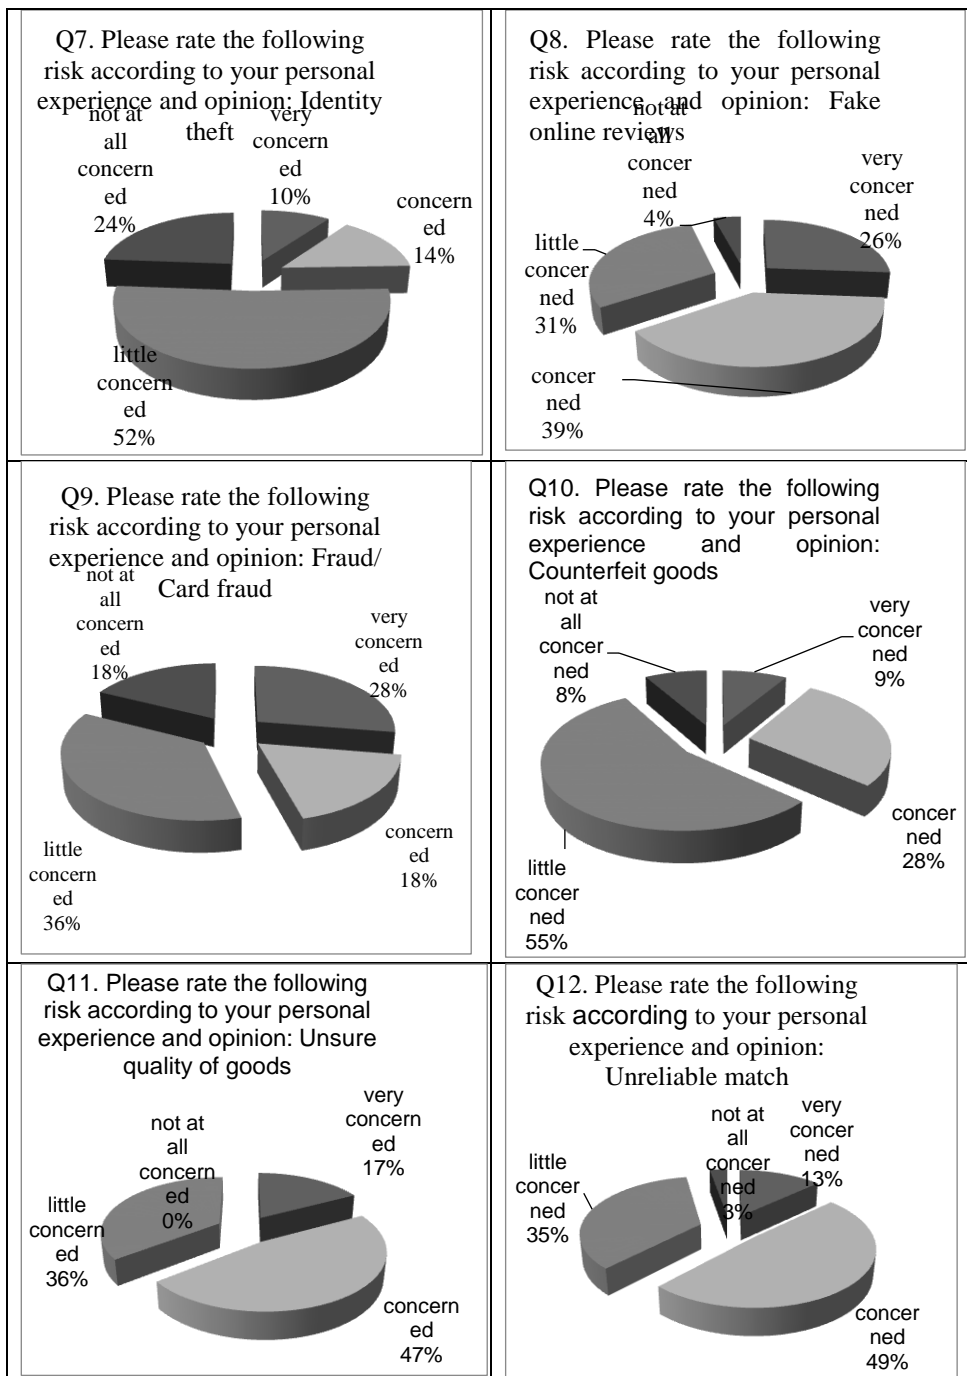 Q7. Please rate the following
risk according to your personal
experience and opinion: Identity
theft
not at
all
concern
ed
24%
very
concern
ed
10%
concern
ed
14%
little
concern
ed
52%
Q8. Please rate the following
risk according to your personal
experience and opinion: Fake
online reviews
not at
all
concer
ned
4%
very
concer
ned
26%
little
concer
ned
31%
concer
ned
39%
Q9. Please rate the following
risk according to your personal
experience and opinion: Fraud/
Card fraud
not at
all
concern
ed
18%
very
concern
ed
28%
concern
ed
18%
little
concern
ed
36%
Q10. Please rate the following
risk according to your personal
experience and opinion:
Counterfeit goods
not at
all
concer
ned
8%
very
concer
ned
9%
concer
ned
28%
little
concer
ned
55%
Q11. Please rate the following
risk according to your personal
experience and opinion: Unsure
quality of goods
not at
all
concern
ed
0%
very
concern
ed
17%
little
concern
ed
36%
concern
ed
47%
Q12. Please rate the following
risk according to your personal
experience and opinion:
Unreliable match
not at
all
concer
ned
3%
very
concer
ned
13%
little
concer
ned
35%
concer
ned
49%